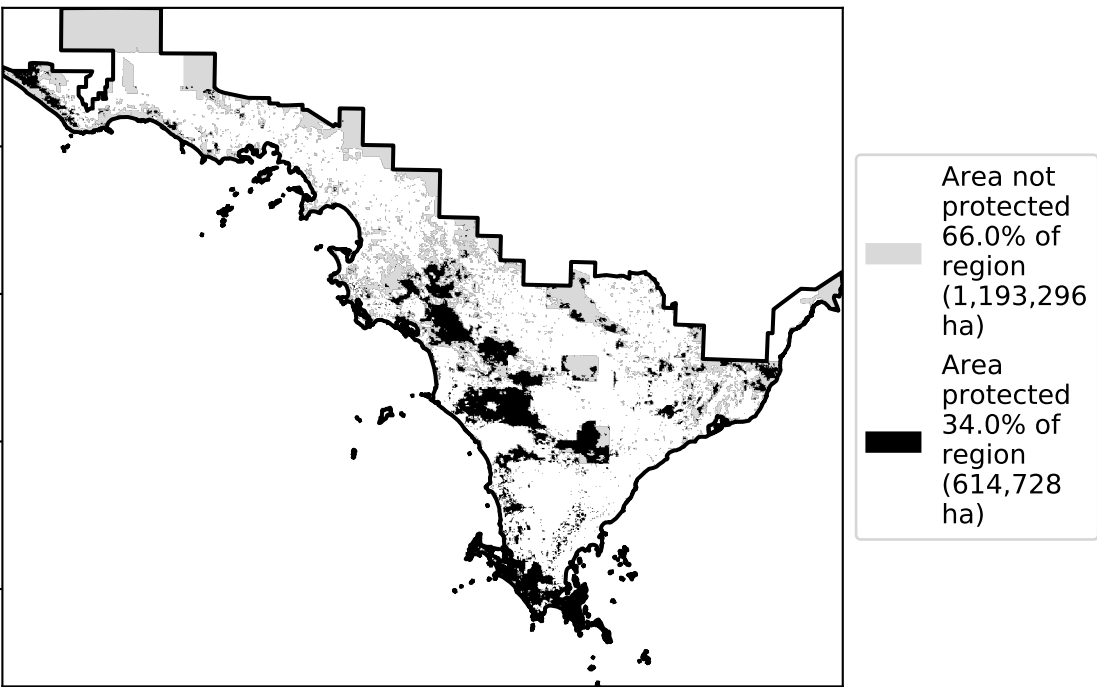 Area not
protected
66.0% of
region
(1,193,296
ha)
Area
protected
34.0% of
region
(614,728
ha)